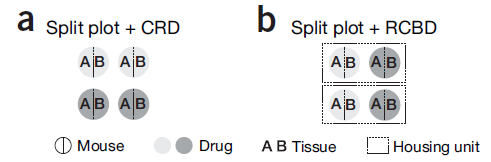 a Split plot + CRD
A B A B
A B A B
b Split plot + RCBD
A B A B
A B A B
Mouse Drug A B Tissue Housing unit